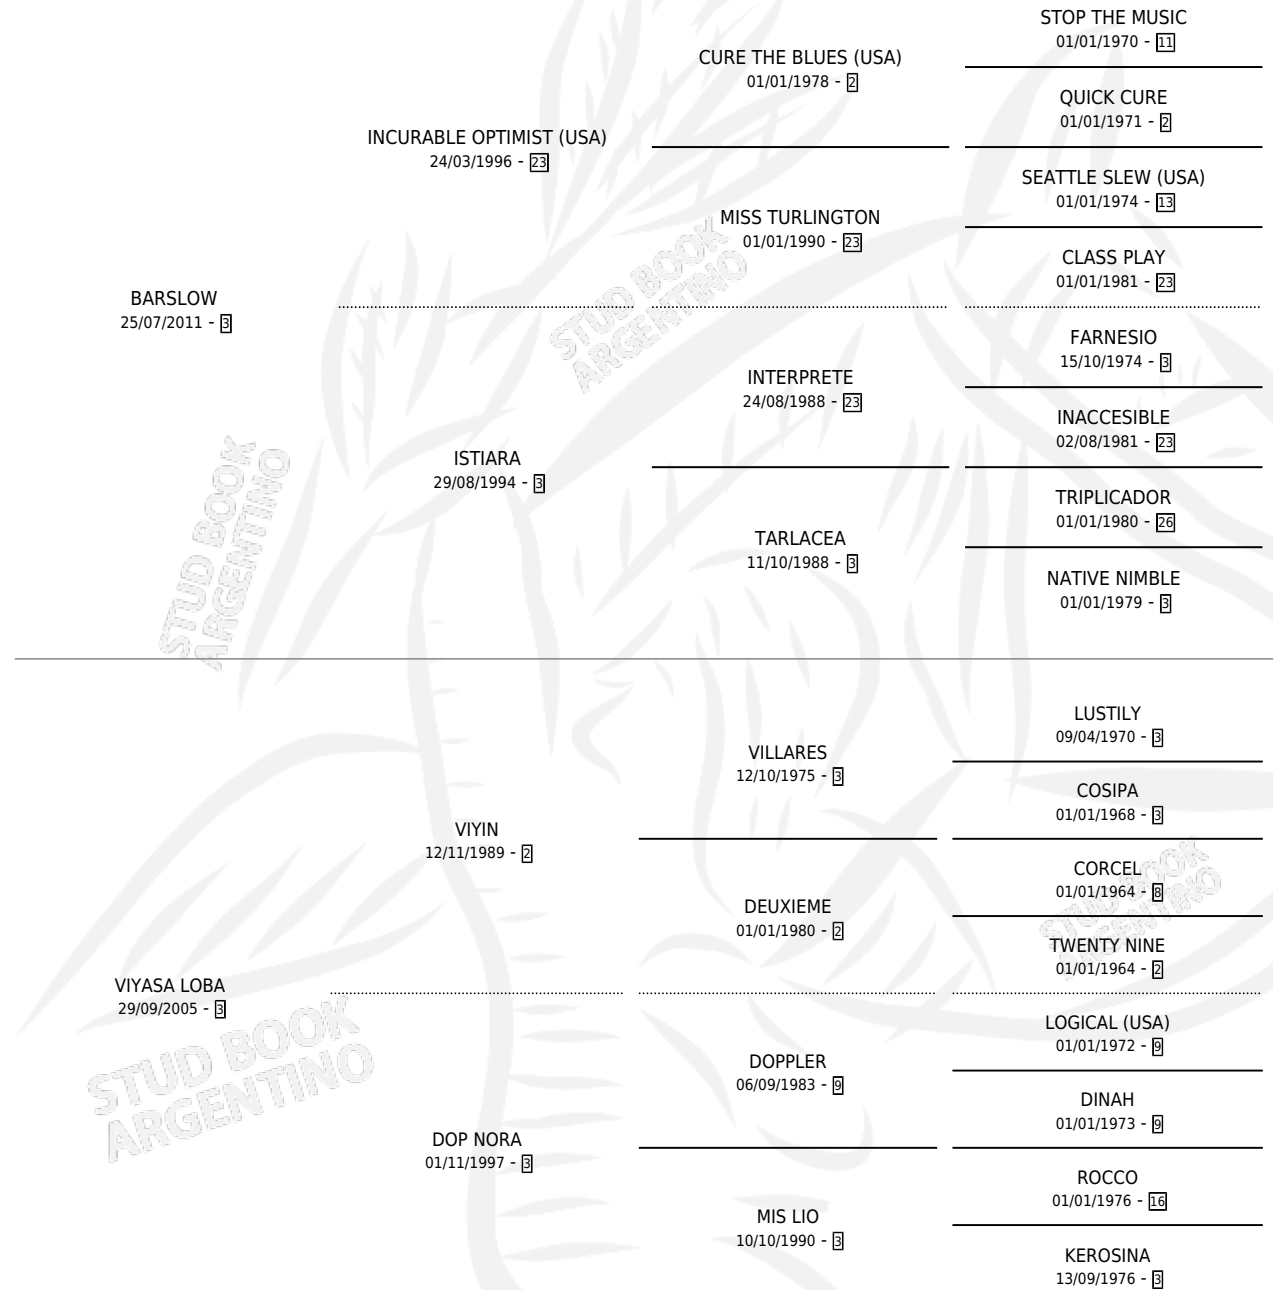 STOP THE MUSIC
01/01/1970 - 11
CURE THE BLUES (USA)
01/01/1978 - 2
QUICK CURE
01/01/1971 - 2
INCURABLE OPTIMIST (USA)
24/03/1996 - 23
SEATTLE SLEW (USA)
01/01/1974 - 13
MISS TURLINGTON
01/01/1990 - 23
CLASS PLAY
01/01/1981 - 23
BARSLOW
25/07/2011 - 3
FARNESIO
15/10/1974 - 3
INTERPRETE
24/08/1988 - 23
INACCESIBLE
02/08/1981 - 23
ISTIARA
29/08/1994 - 3
TRIPLICADOR
01/01/1980 - 26
TARLACEA
11/10/1988 - 3
NATIVE NIMBLE
01/01/1979 - 3
LUSTILY
09/04/1970 - 3
VILLARES
12/10/1975 - 3
COSIPA
01/01/1968 - 3
VIYIN
12/11/1989 - 2
CORCEL
01/01/1964 - 8
DEUXIEME
01/01/1980 - 2
TWENTY NINE
01/01/1964 - 2
VIYASA LOBA
29/09/2005 - 3
LOGICAL (USA)
01/01/1972 - 9
DOPPLER
06/09/1983 - 9
DINAH
01/01/1973 - 9
DOP NORA
01/11/1997 - 3
ROCCO
01/01/1976 - 16
MIS LIO
10/10/1990 - 3
KEROSINA
13/09/1976 - 3
STUD BOOK
ARGENTINO
STUD BOOK
ARGENTINO
STUD BOOK
ARGENTINO
STUD BOOK
ARGENTINO